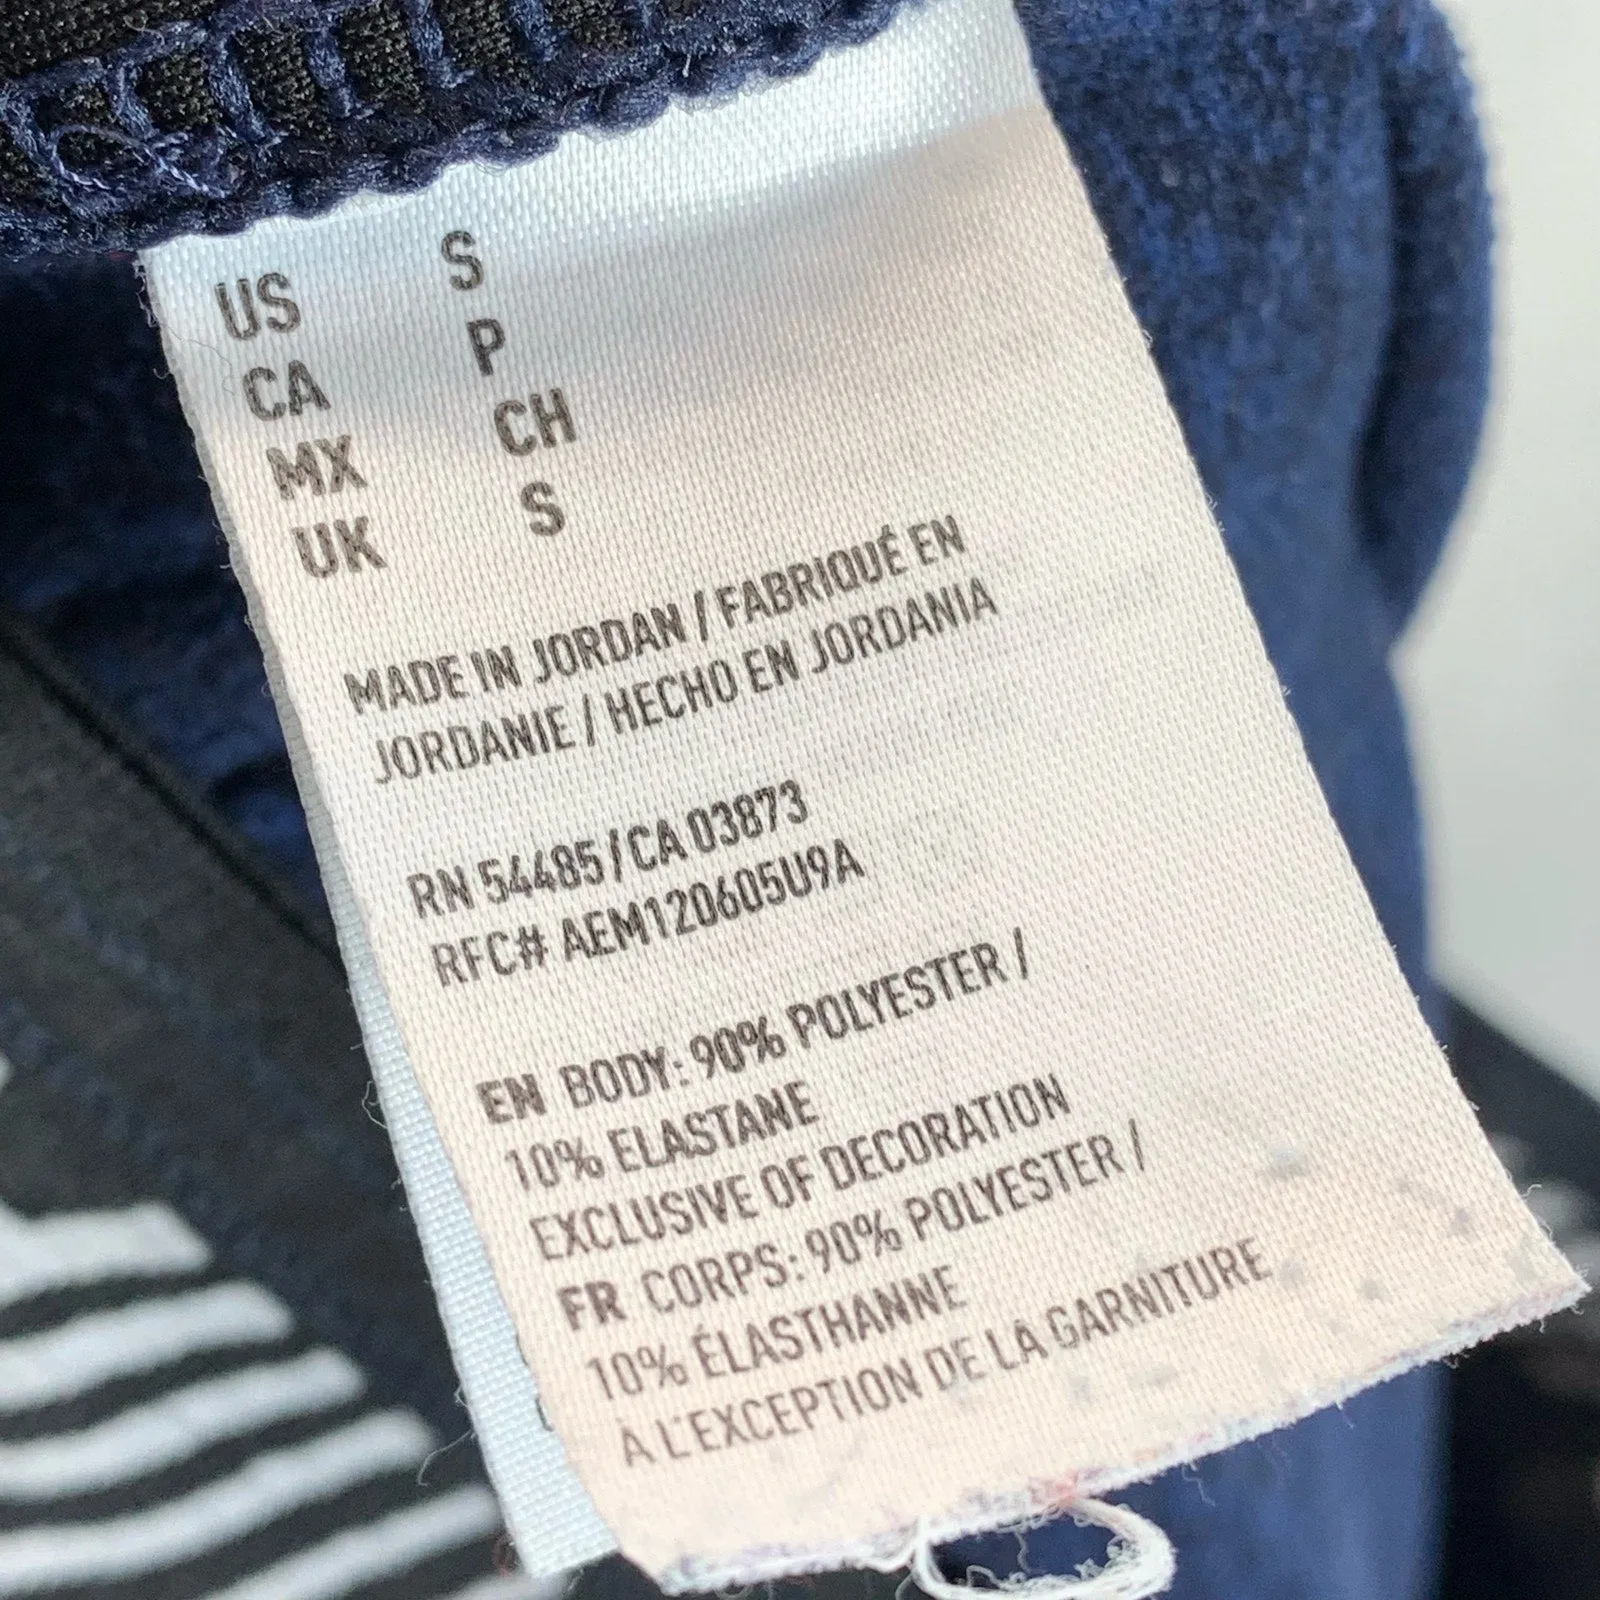 US S
CA P
MX CH
UK S
MADE IN JORDAN / FABRIQUÉ EN
JORDANIE / HECHO EN JORDANIA
RN 54485 / CA 03873
RFC# AEM120605U9A
EN BODY: 90% POLYESTER /
10% ELASTANE
EXCLUSIVE OF DECORATION
FR CORPS: 90% POLYESTER /
10% ÉLASTHANNE
À L'EXCEPTION DE LA GARNITURE